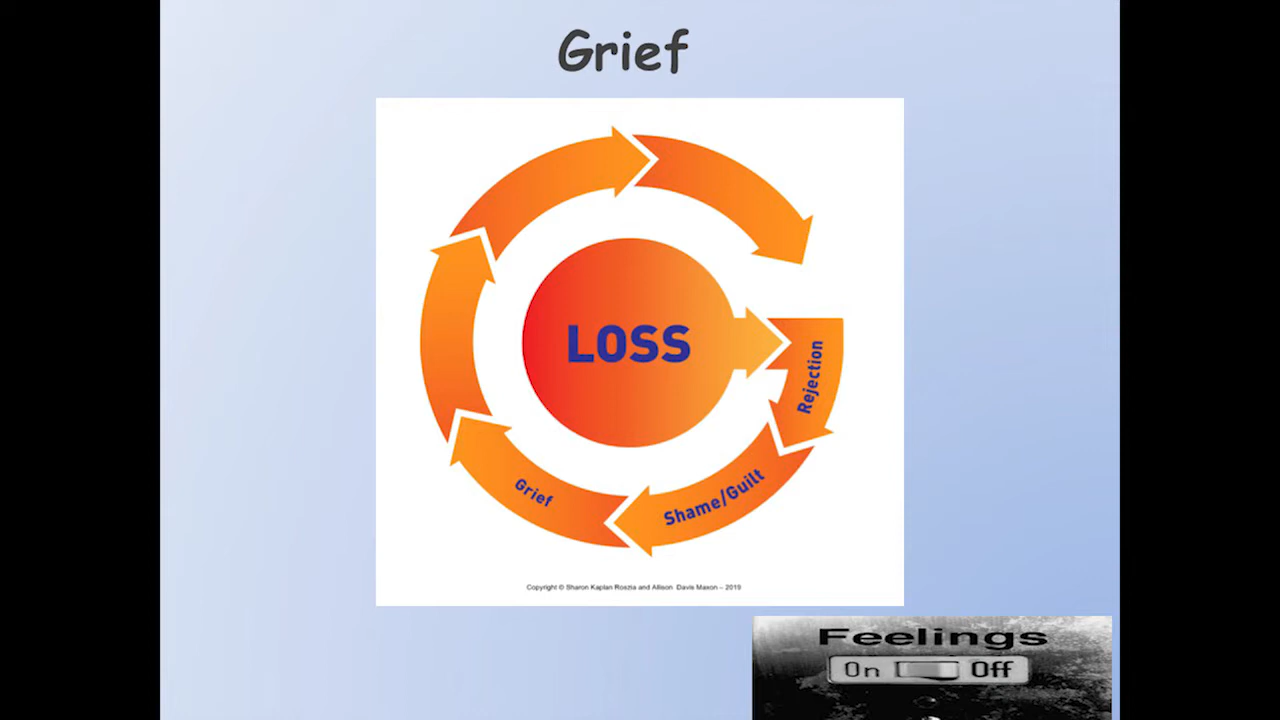 Grief
LOSS
Rejection
Shame/Guilt
Grief
Copyright © Sharon Kaplan Roszia and Allison Davis Maxon – 2019
Feelings
On Off